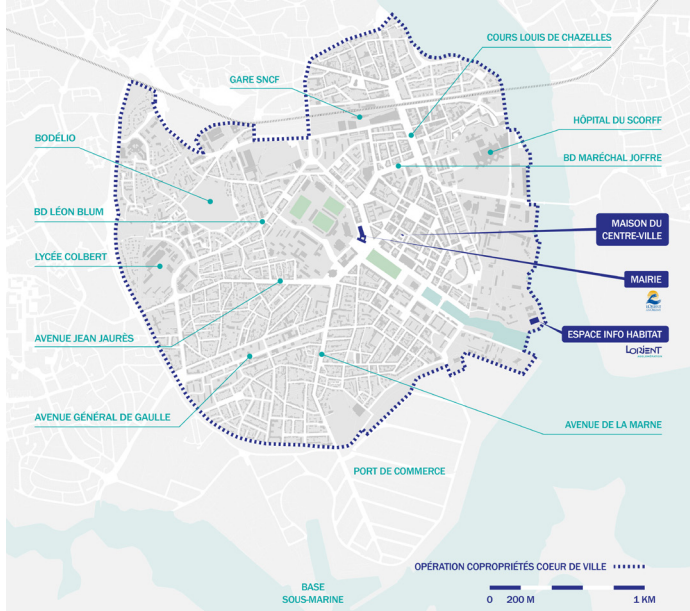 COURS LOUIS DE CHAZELLES
GARE SNCF
HÔPITAL DU SCORFF
BODÉLIO
BD MARÉCHAL JOFFRE
BD LÉON BLUM
MAISON DU
CENTRE-VILLE
LYCÉE COLBERT
MAIRIE
ESPACE INFO HABITAT
AVENUE JEAN JAURÈS
LORIENT
AVENUE GÉNÉRAL DE GAULLE
AVENUE DE LA MARNE
PORT DE COMMERCE
OPÉRATION COPROPRIÉTÉS COEUR DE VILLE
BASE
SOUS-MARINE
0 200 M 1 KM